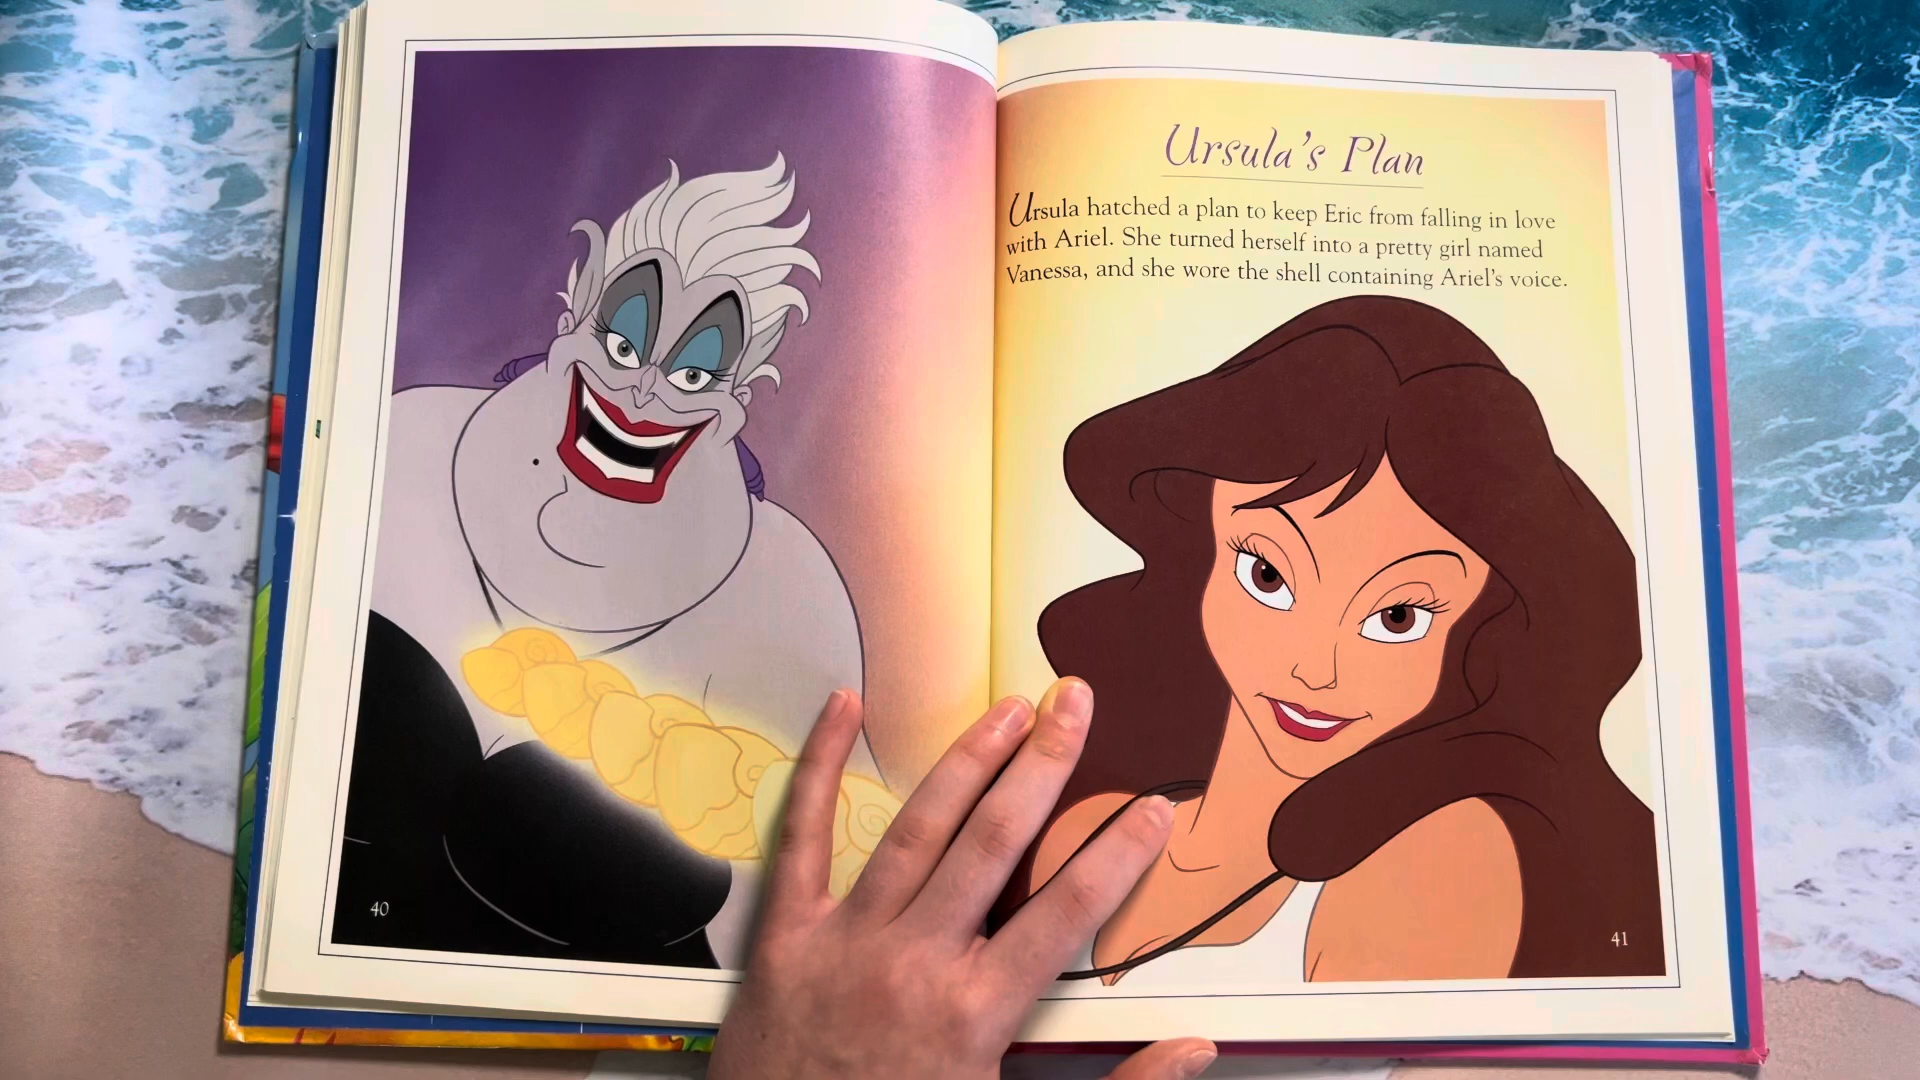 Ursula's Plan
Ursula hatched a plan to keep Eric from falling in love
with Ariel. She turned herself into a pretty girl named
Vanessa, and she wore the shell containing Ariel's voice.
40
41